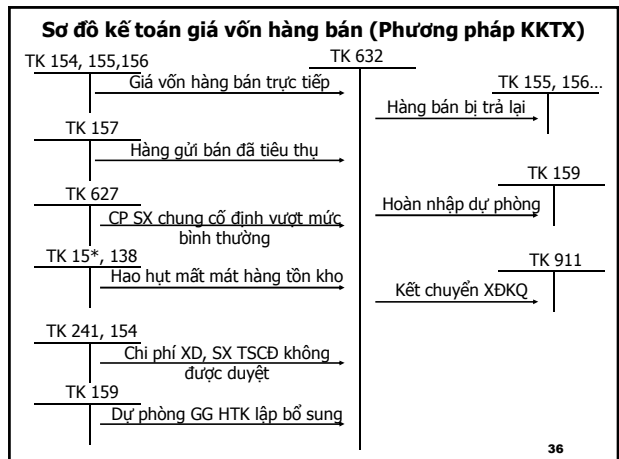 Sơ đồ kế toán giá vốn hàng bán (Phương pháp KKTX)
TK 154, 155,156
Giá vốn hàng bán trực tiếp
TK 157
Hàng gửi bán đã tiêu thụ
TK 627
CP SX chung cố định vượt mức
bình thường
TK 15*, 138
Hao hụt mất mát hàng tồn kho
TK 241, 154
Chi phí XD, SX TSCĐ không
được duyệt
TK 159
Dự phòng GG HTK lập bổ sung
TK 632
TK 155, 156…
Hàng bán bị trả lại
TK 159
Hoàn nhập dự phòng
TK 911
Kết chuyển XĐKQ
36